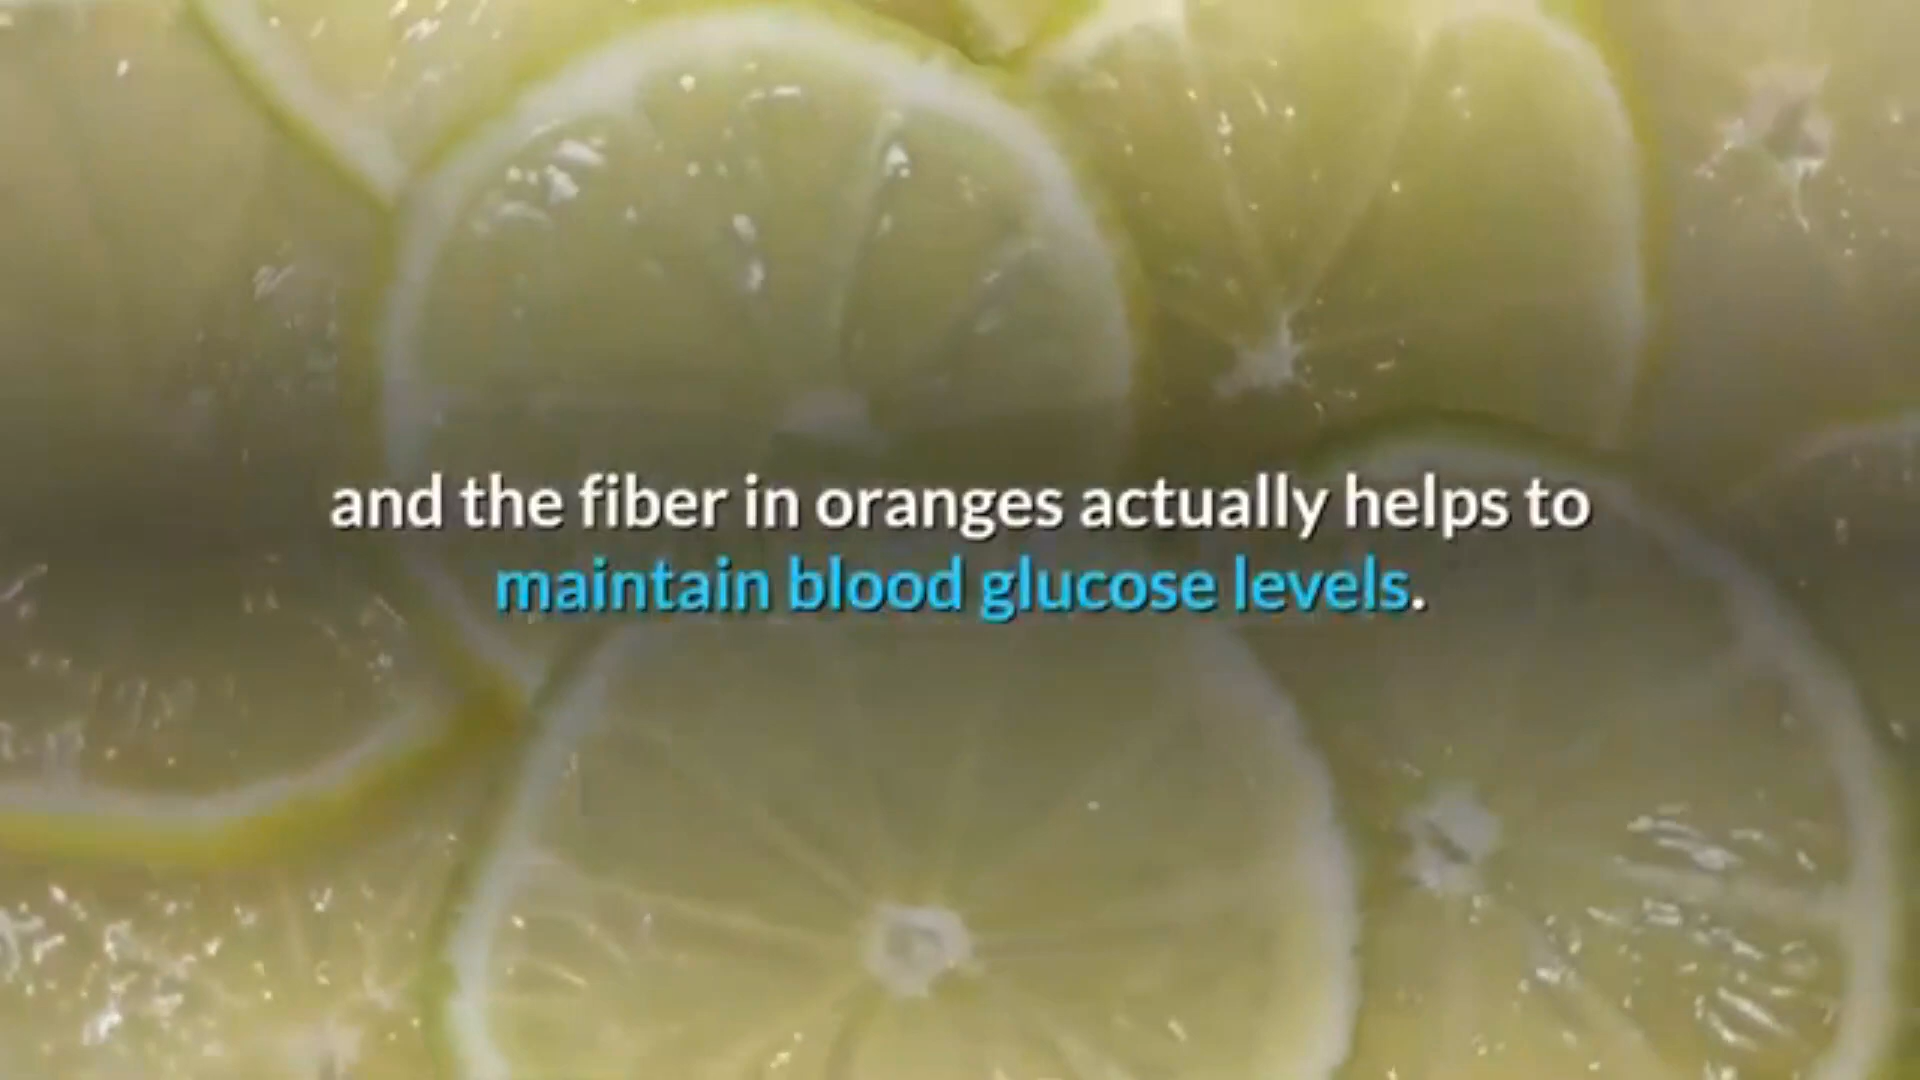 and the fiber in oranges actually helps to
maintain blood glucose levels.